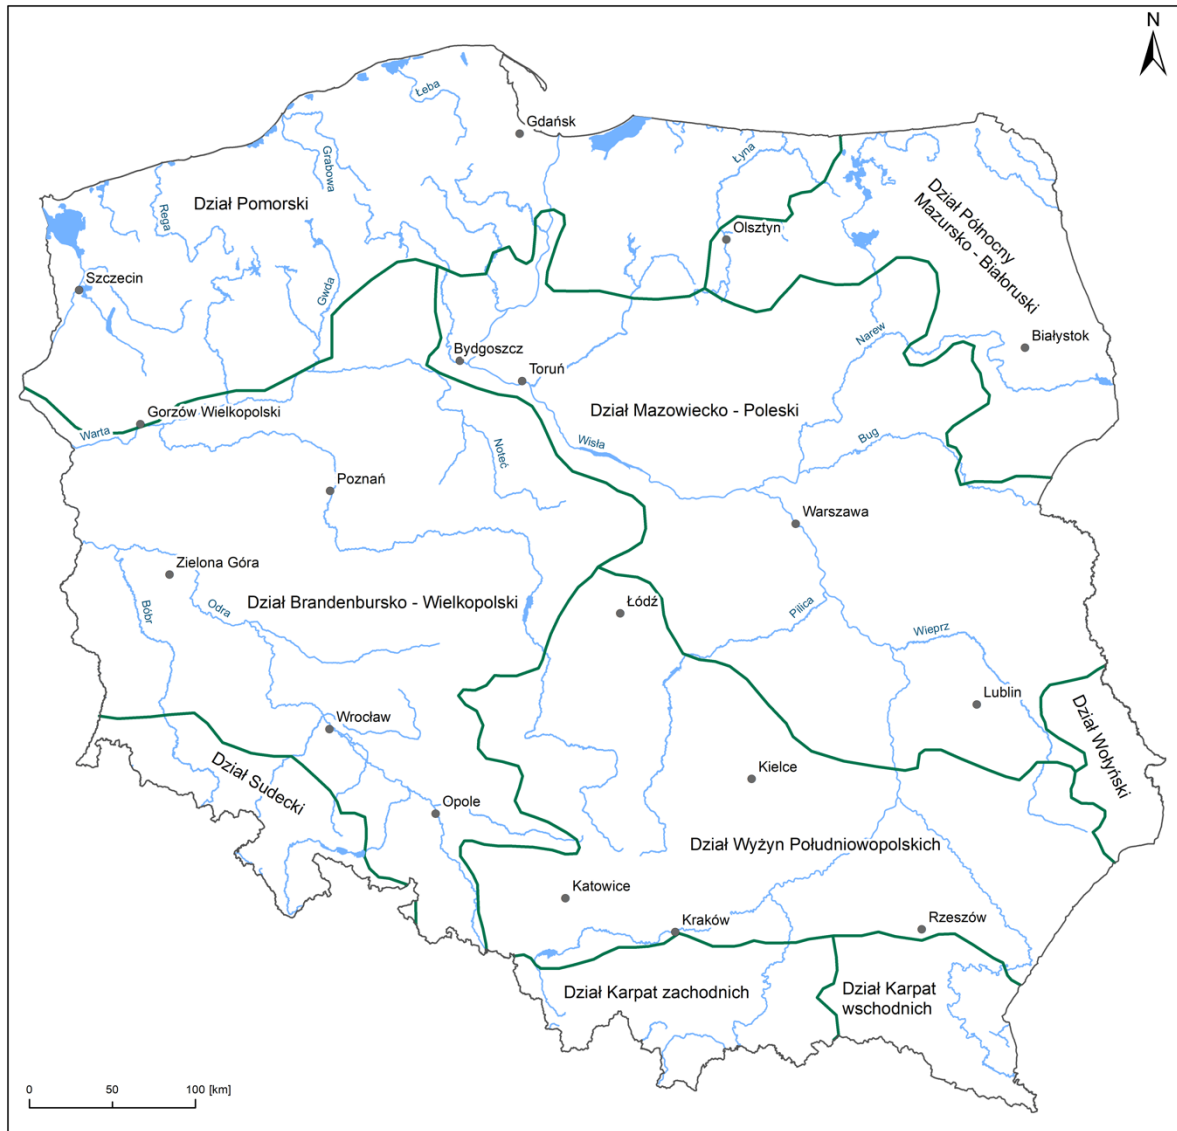 N
Łeba
Gdańsk
Grabowa
Łyna
Rega
Dział Pomorski
Dział Północny
Mazursko - Białoruski
Olsztyn
Szczecin
Gwda
Narew
Białystok
Bydgoszcz
Toruń
Gorzów Wielkopolski
Dział Mazowiecko - Poleski
Warta
Wisła
Bug
Noteć
Poznań
Warszawa
Zielona Góra
Bóbr
Odra
Dział Brandenbursko - Wielkopolski
Łódź
Pilica
Wieprz
Lublin
Wrocław
Dział Wołyński
Dział Sudecki
Kielce
Opole
Dział Wyżyn Południowopolskich
Katowice
Kraków
Rzeszów
Dział Karpat zachodnich
Dział Karpat
wschodnich
0 50 100 [km]